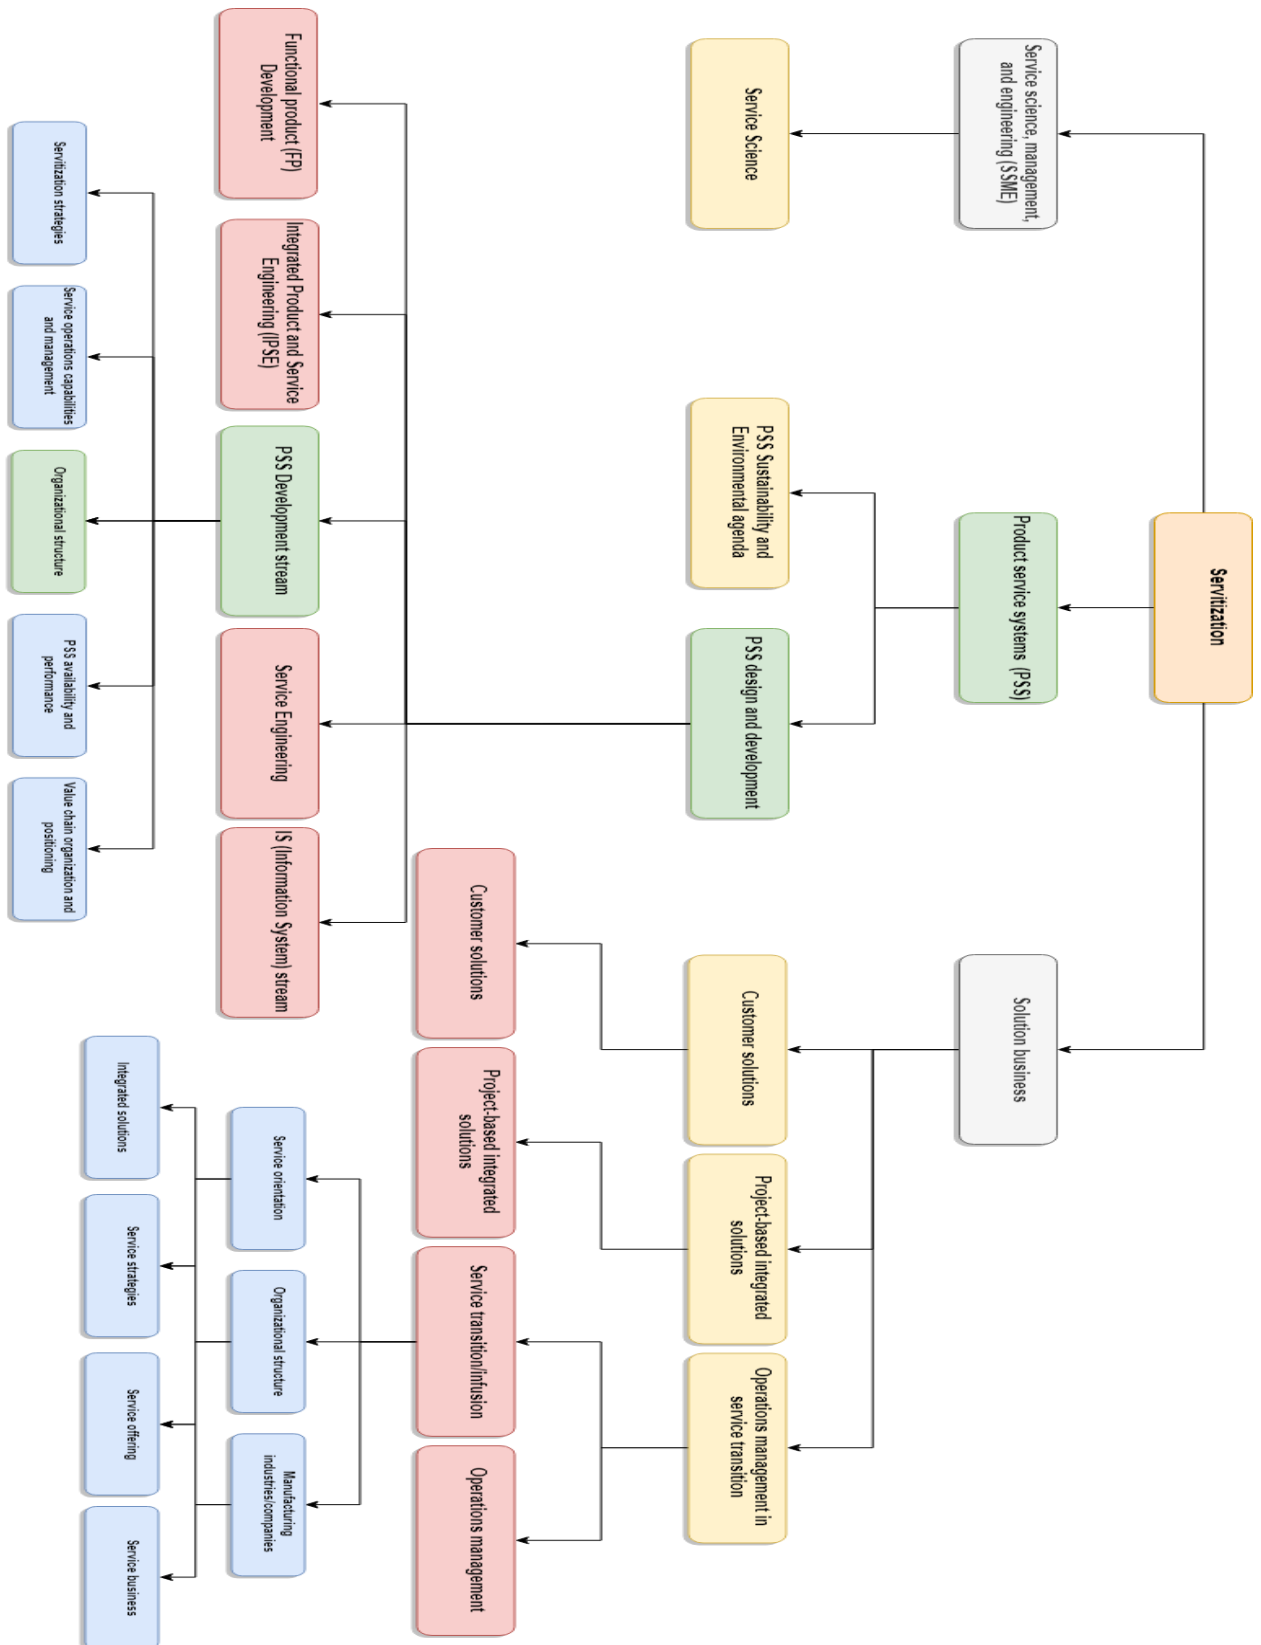 Servitization
Service science, management,
and engineering (SSME)
Product service systems (PSS)
Solution business
Service Science
PSS Sustainability and
Environmental agenda
PSS design and development
Customer solutions
Project-based integrated
solutions
Operations management in
service transition
Customer solutions
Project-based integrated
solutions
Service transition/infusion
Operations management
Functional product (FP)
Development
Integrated Product and Service
Engineering (IPSE)
PSS Development stream
Service Engineering
IS (Information System) stream
Service orientation
Organizational structure
Manufacturing
industries/companies
Integrated solutions
Service strategies
Service offering
Service business
Servitization strategies
Service operations capabilities
and management
Organizational structure
PSS availability and
performance
Value chain organization and
positioning